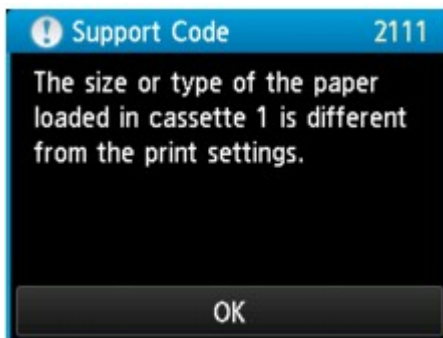 Support Code 2111
The size or type of the paper
loaded in cassette 1 is different
from the print settings.
OK